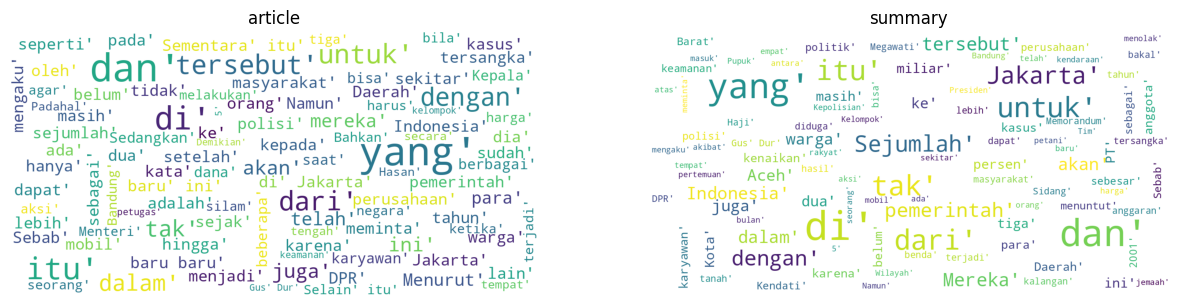 article
seperti' pada' Sementara' itu' tiga' bila' kasus'
oleh' dan' tersebut' untuk' tersangka'
mengaku' agar' belum' tidak' masyarakat' bisa' sekitar' Kepala'
Padahal' melakukan' orang' Namun' Daerah' harus' dengan'
masih' di' s' kelompok'
sejumlah' Sedangkan' ke' polisi' mereka' Indonesia' harga'
ada' Demikian' Bahkan' secara' dia'
hanya' dua' setelah' kepada' saat' yang' sudah'
sebagai' Bandung' kata' dana' akan' Hasan' berbagai'
dapat' baru' ini' di' Jakarta' pemerintah'
aksi' petugas' adalah' silam' beberapa' dari' perusahaan' para'
lebih' Menteri' tak' sejak' telah' negara' tahun' terjadi'
Sebab' mobil' hingga' tengah' meminta' ketika' warga'
itu' baru baru' karena' ini' karyawan' Jakarta'
seorang' dalam' menjadi' juga' keamanan' DPR' Menurut' lain'
Gus' Dur' Selain' itu' tempat'
summary
Barat' politik' Megawati' tersebut' perusahaan' menolak'
masuk' empat' Bandung' telah' kendaraan' bakal'
keamanan' Pupuk' antara' itu' miliar' Jakarta' tahun'
atas' meminta' yang' masih' bisa' ke' Presiden'
Kepolisian' lebih' untuk' sebagai' anggota'
Haji' diduga' Kelompok' kasus' Memorandum'
polisi' Gus' Dur' warga' Sejumlah' Tim' tersangka'
mengaku' akibat' rakyat' dapat' petani'
tempat' kenaikan' sekitar' persen' baru' PT'
pertemuan' Aceh' hasil' masyarakat' akan' Sebab'
DPR' aksi' tak' Sidang' sebesar' harga'
Indonesia' dua' seorang' mobil' ada' orang' menuntut'
juga' bulan' di' pemerintah' tiga' anggaran'
karyawan' Kota' dalam' s' belum' dari' para' dan' 2001'
dengan' benda' terjadi'
tanah' karena' Wilayah' Mereka' Daerah'
Kendati' Namun' kalangan' ini' jemaah'